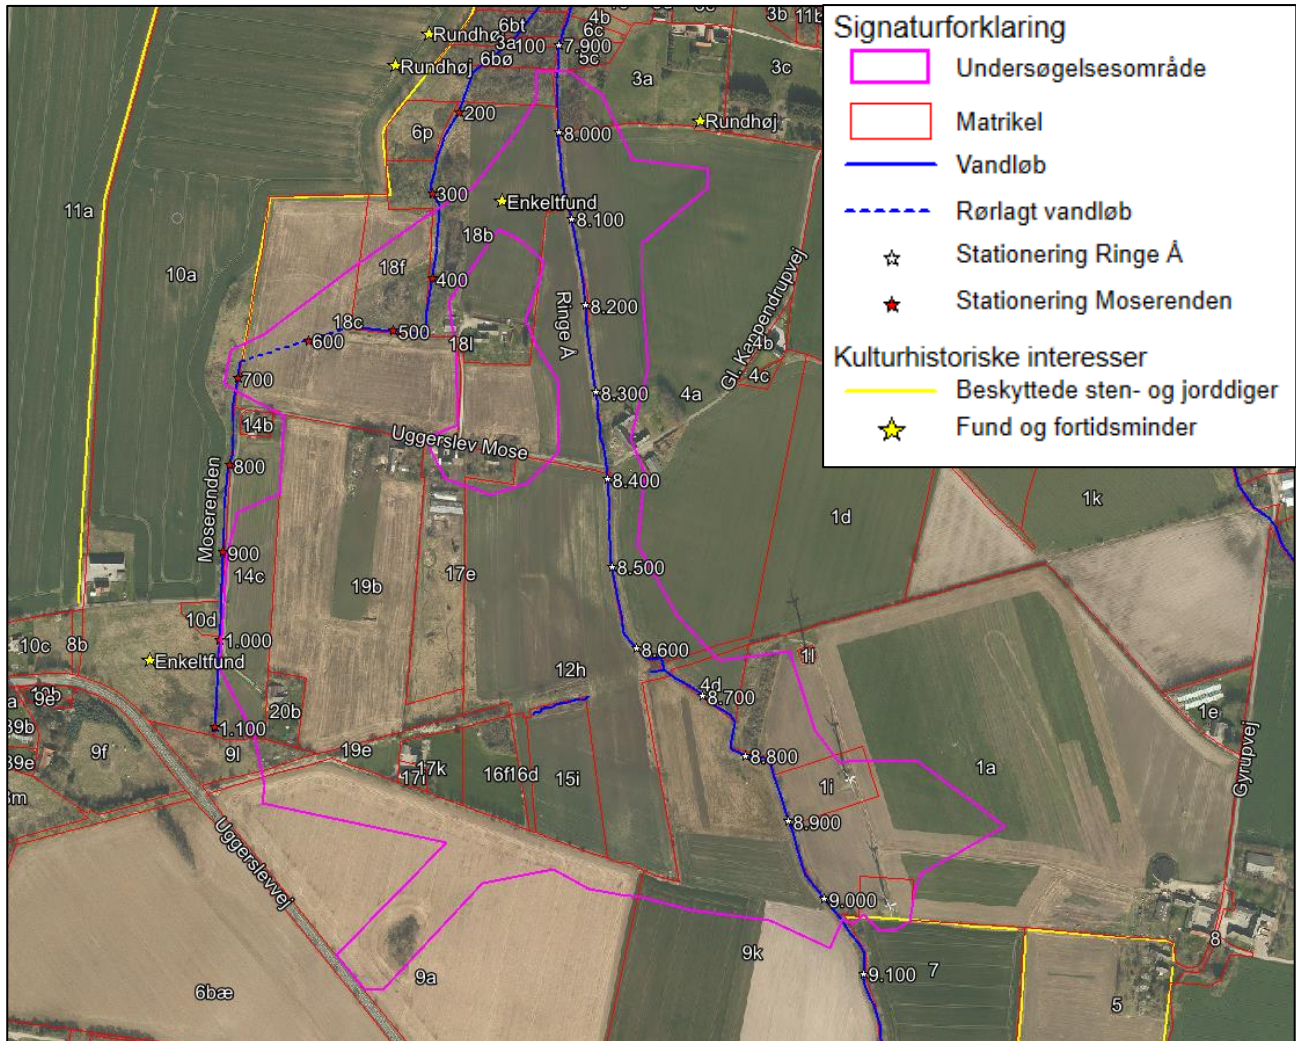 Signaturforklaring
Undersøgelsesområde
Matrikel
Vandløb
Rørlagt vandløb
Stationering Ringe Å
Stationering Moserenden
Kulturhistoriske interesser
Beskyttede sten- og jorddiger
Fund og fortidsminder
Rundhøj
6bt
4b
3b
11b
3a
100
6c
7.900
6bø
5c
Rundhøj
3a
3c
200
6p
8.000
Rundhøj
300
Enkeltfund
11a
8.100
18b
10a
18f
400
Ringe Å
8.200
Gl. Kappendrupvej
18c
500
600
18l
4b
700
4c
8.300
4a
14b
Uggerslev Mose
800
8.400
Moserenden
1k
1d
900
8.500
14c
17e
19b
10d
1.000
10c
8b
8.600
Enkeltfund
1l
12h
4d
8.700
9e
20b
1e
39b
1.100
9f
9l
19e
8.800
39e
17k
17i
16f
16d
15i
1i
1a
Gyrupvej
8.900
Uggerslevvej
9.000
8
9k
9a
9.100
7
6bæ
5